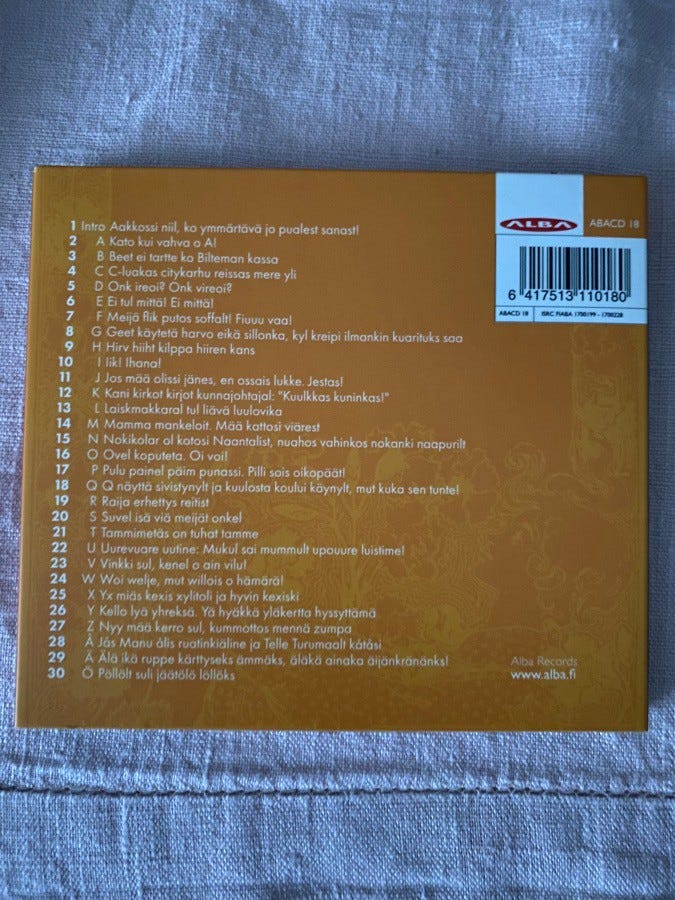 ALBA
ABACD 18
6 417513 110180
ABACD 18 ISRC FIABA 1700199 - 1700228
1 Intro Aakkossi niil, ko ymmärtävä jo pualest sanast!
2 A Kato kui vahva o A!
3 B Beet ei tartte ko Bilteman kassa
4 C C-luakas citykarhu reissas mere yli
5 D Onk ireoi? Onk vireoi?
6 E Ei tul mittä! Ei mittä!
7 F Meijä flik putos soffalt! Fiuuu vaa!
8 G Geet käytetä harvo eikä sillonka, kyl kreipi ilmankin kuarituks saa
9 H Hirv hiiht kilppa hiiren kans
10 I Iik! Ihana!
11 J Jos mää olissi jänes, en ossais lukke. Jestas!
12 K Kani kirkot kirjot kunnajohtajal: "Kuulkkas kuninkas!"
13 L Laiskmakkaral tul liävä luulovika
14 M Mamma mankeloit. Mää kattosi viärest
15 N Nokikolar ol katosi Naantalist, nuahos vahinkos nokanki naapurilt
16 O Ovel koputeta. Oi voi!
17 P Pulu painel päim punassi. Pilli sois oikopäät!
18 Q Q näyttä sivistynylt ja kuulosta koului käynylt, mut kuka sen tunte!
19 R Raija erhettys reitist
20 S Suvel isä viä meijät onkel
21 T Tammimetäs on tuhat tamme
22 U Uurevuare uutine: Mukul sai mummult upouure luistime!
23 V Vinkki sul, kenel o ain vilu!
24 W Woi welje, mut willois o hämärä!
25 X Yx miäs kexis xylitoli ja hyvin kexiski
26 Y Kello lyä yhreksä. Yä hyäkkä yläkertta hyssyttämä
27 Z Nyy mää kerro sul, kummottos mennä zumpa
28 Å Jås Manu ålis ruatinkiäline ja Telle Turumaalt kåtåsi
29 Ä Älä ikä ruppe kärttyseks ämmäks, äläkä ainaka äijänkränänks!
30 Ö Pöllölt suli jäätölö löllöks
Alba Records
www.alba.fi